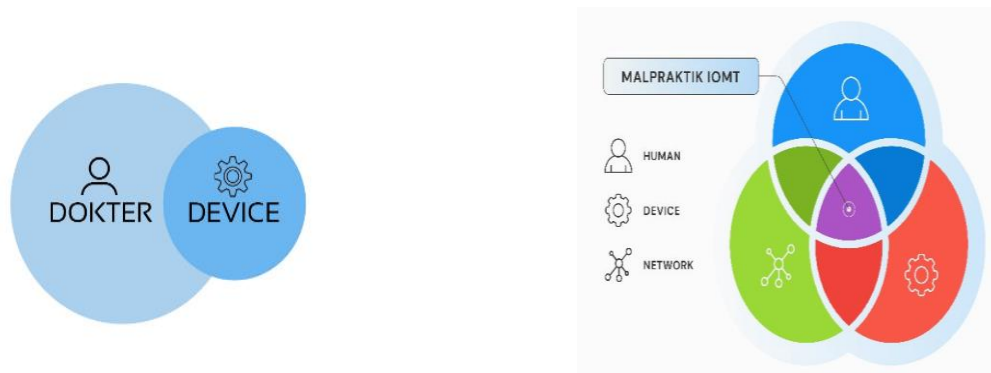 DOKTER
DEVICE
MALPRAKTIK IOMT
HUMAN
DEVICE
NETWORK